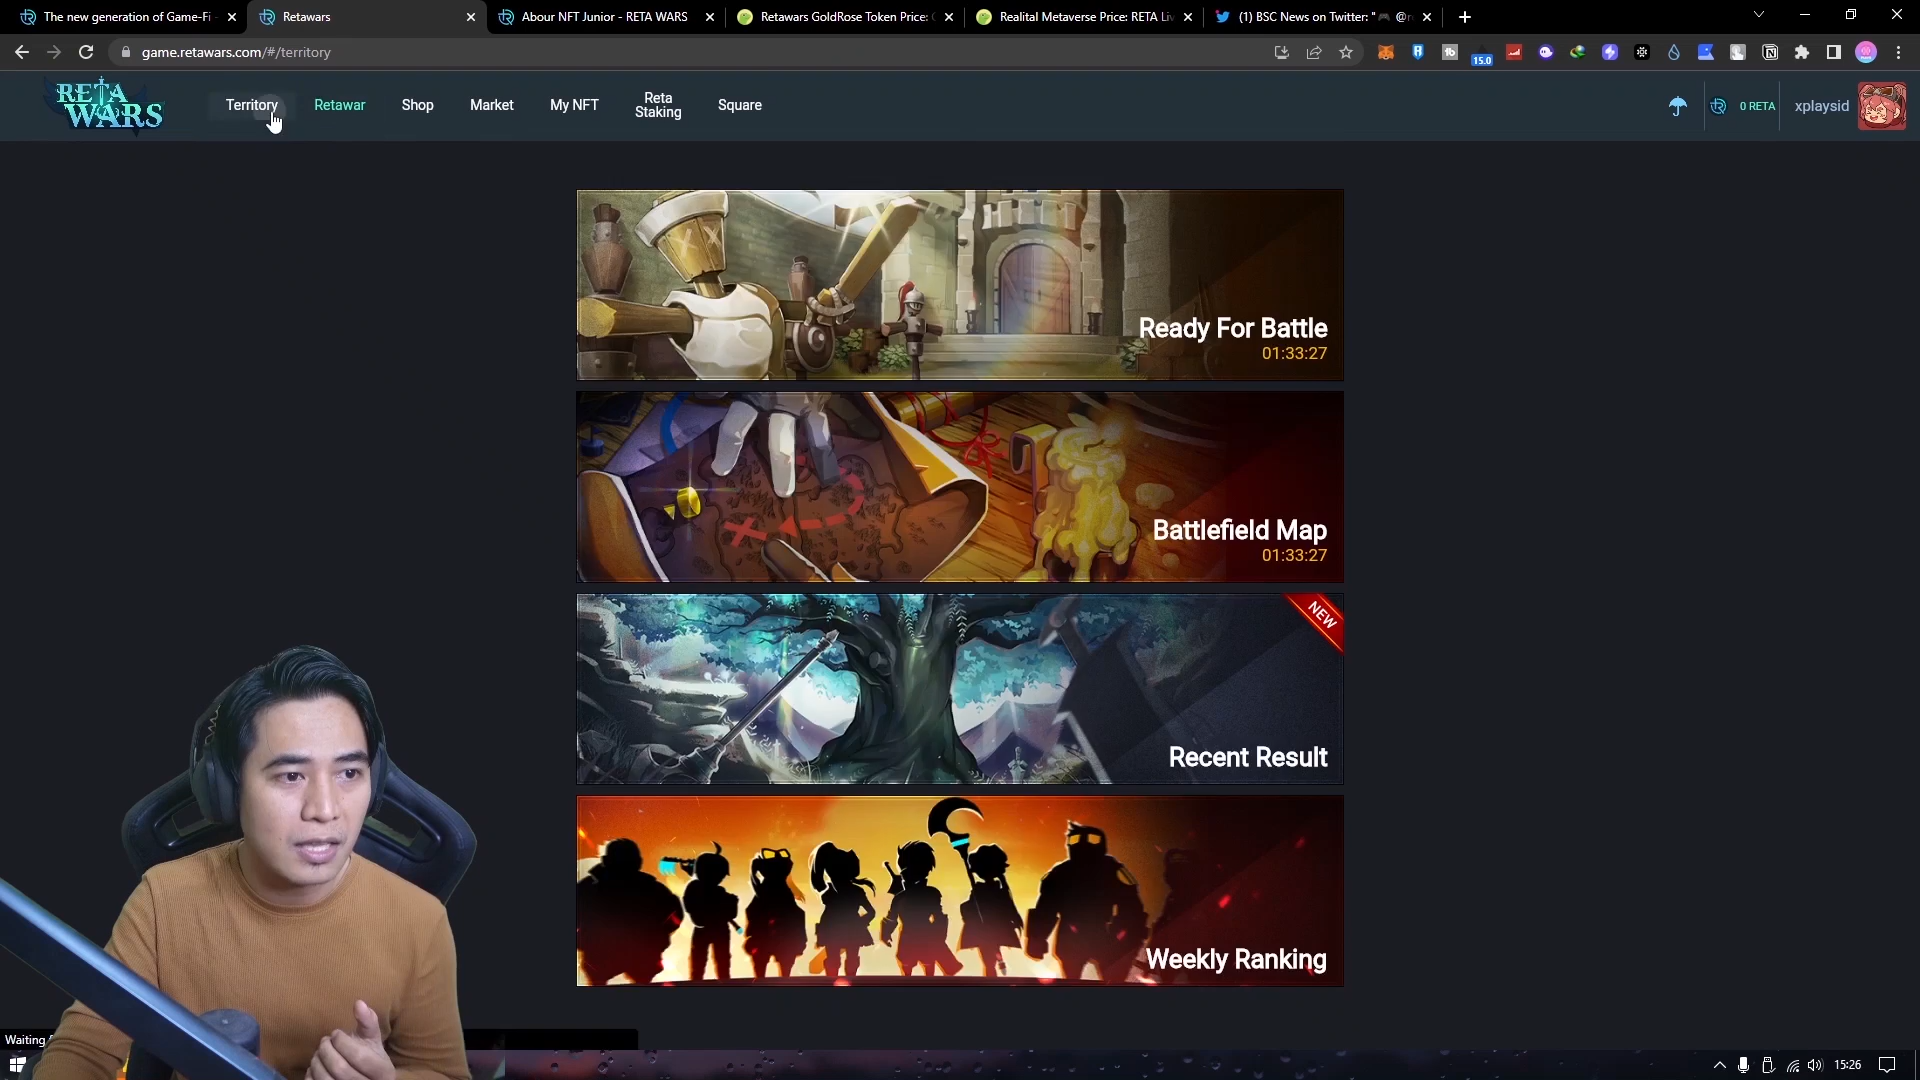 The new generation of Game-Fi -
Retawars
Abour NFT Junior - RETA WARS
Retawars GoldRose Token Price:
Realital Metaverse Price: RETA Li
(1) BSC News on Twitter: "
game.retawars.com/#/territory
15.0
RETA
WARS
Territory
Retawar
Shop
Market
My NFT
Reta
Staking
Square
0 RETA
xplaysid
Ready For Battle
01:33:27
Battlefield Map
01:33:27
NEW
Recent Result
Weekly Ranking
Waiting
15:26